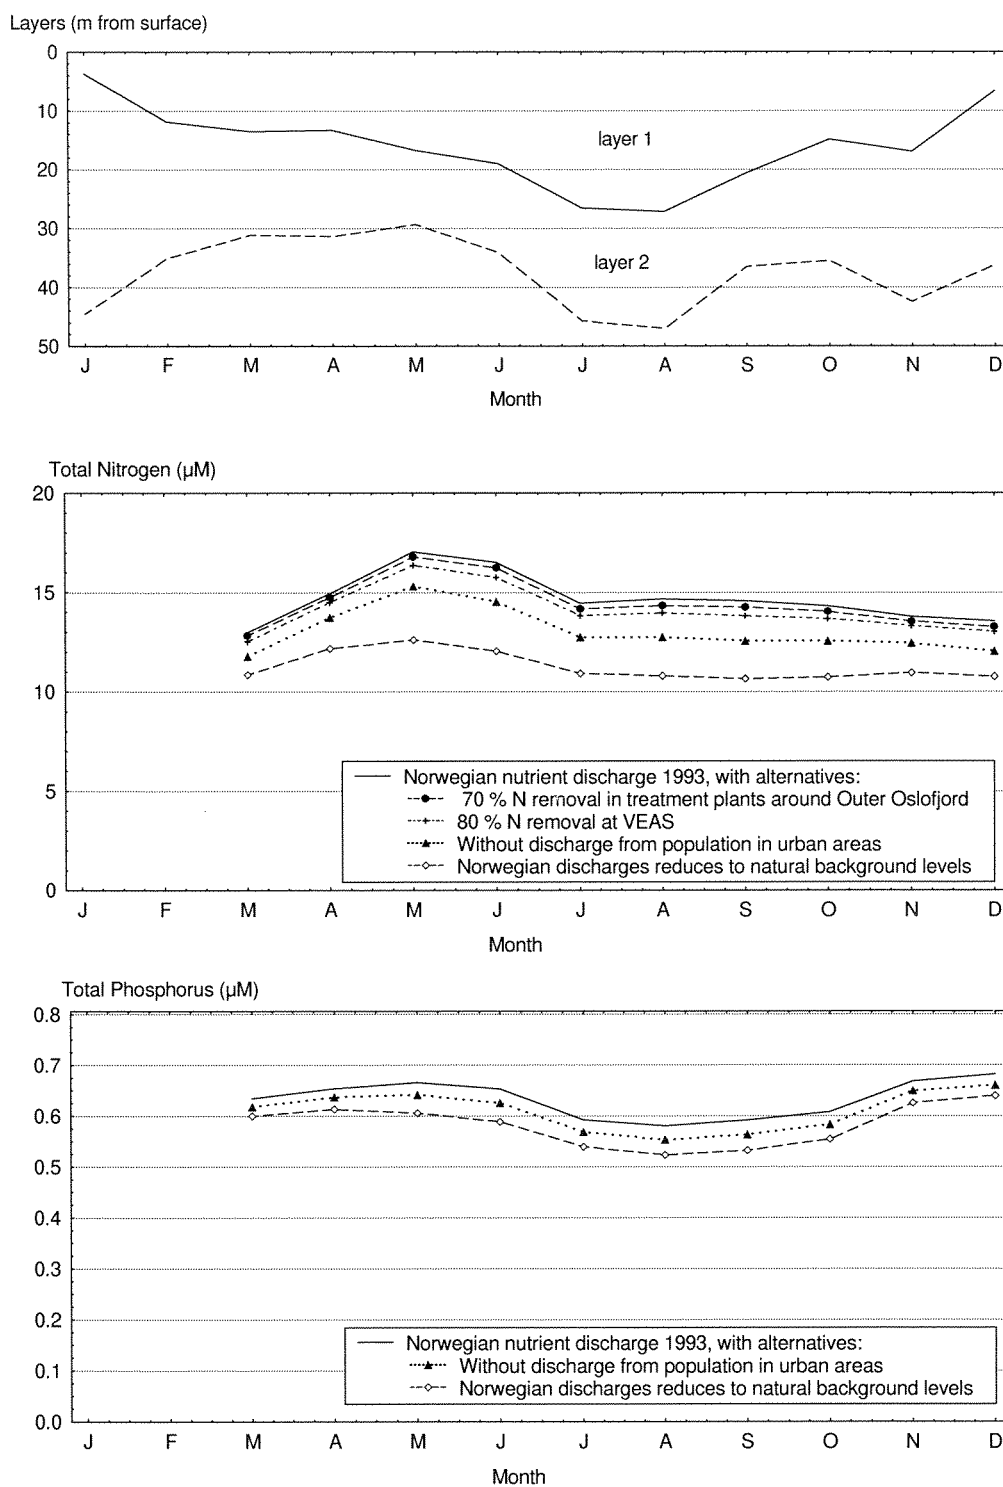 Layers (m from surface)
0
10
20
30
40
50
layer 1
layer 2
J F M A M J J A S O N D
Month
Total Nitrogen (µM)
20
15
10
5
0
Norwegian nutrient discharge 1993, with alternatives:
70 % N removal in treatment plants around Outer Oslofjord
80 % N removal at VEAS
Without discharge from population in urban areas
Norwegian discharges reduces to natural background levels
J F M A M J J A S O N D
Month
Total Phosphorus (µM)
0.8
0.7
0.6
0.5
0.4
0.3
0.2
0.1
0.0
Norwegian nutrient discharge 1993, with alternatives:
Without discharge from population in urban areas
Norwegian discharges reduces to natural background levels
J F M A M J J A S O N D
Month